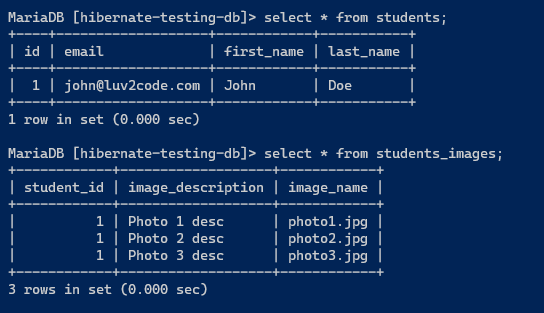 MariaDB [hibernate-testing-db]> select * from students;
+----+-------------------+------------+-----------+
| id | email             | first_name | last_name |
+----+-------------------+------------+-----------+
|  1 | john@luv2code.com | John       | Doe       |
+----+-------------------+------------+-----------+
1 row in set (0.000 sec)
MariaDB [hibernate-testing-db]> select * from students_images;
+------------+-------------------+------------+
| student_id | image_description | image_name |
+------------+-------------------+------------+
|          1 | Photo 1 desc      | photo1.jpg |
|          1 | Photo 2 desc      | photo2.jpg |
|          1 | Photo 3 desc      | photo3.jpg |
+------------+-------------------+------------+
3 rows in set (0.000 sec)